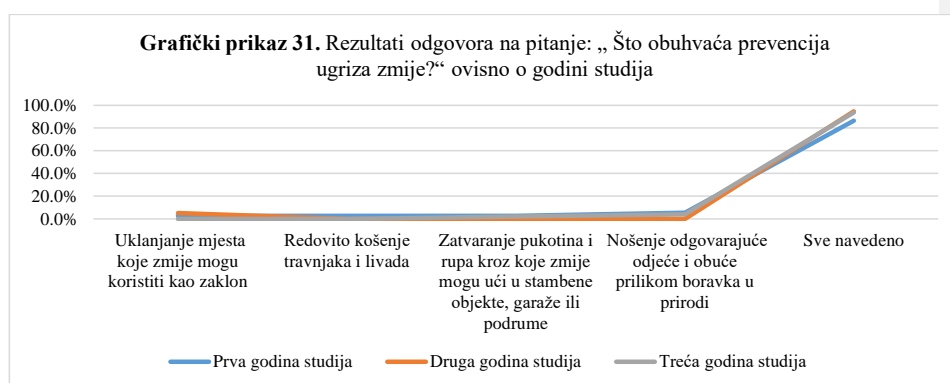 Grafički prikaz 31. Rezultati odgovora na pitanje: „ Što obuhvaća prevencija
ugriza zmije?“ ovisno o godini studija
100.0%
80.0%
60.0%
40.0%
20.0%
0.0%
Uklanjanje mjesta
koje zmije mogu
koristiti kao zaklon
Redovito košenje
travnjaka i livada
Zatvaranje pukotina i
rupa kroz koje zmije
mogu ući u stambene
objekte, garaže ili
podrume
Nošenje odgovarajuće
odjeće i obuće
prilikom boravka u
prirodi
Sve navedeno
Prva godina studija
Druga godina studija
Treća godina studija